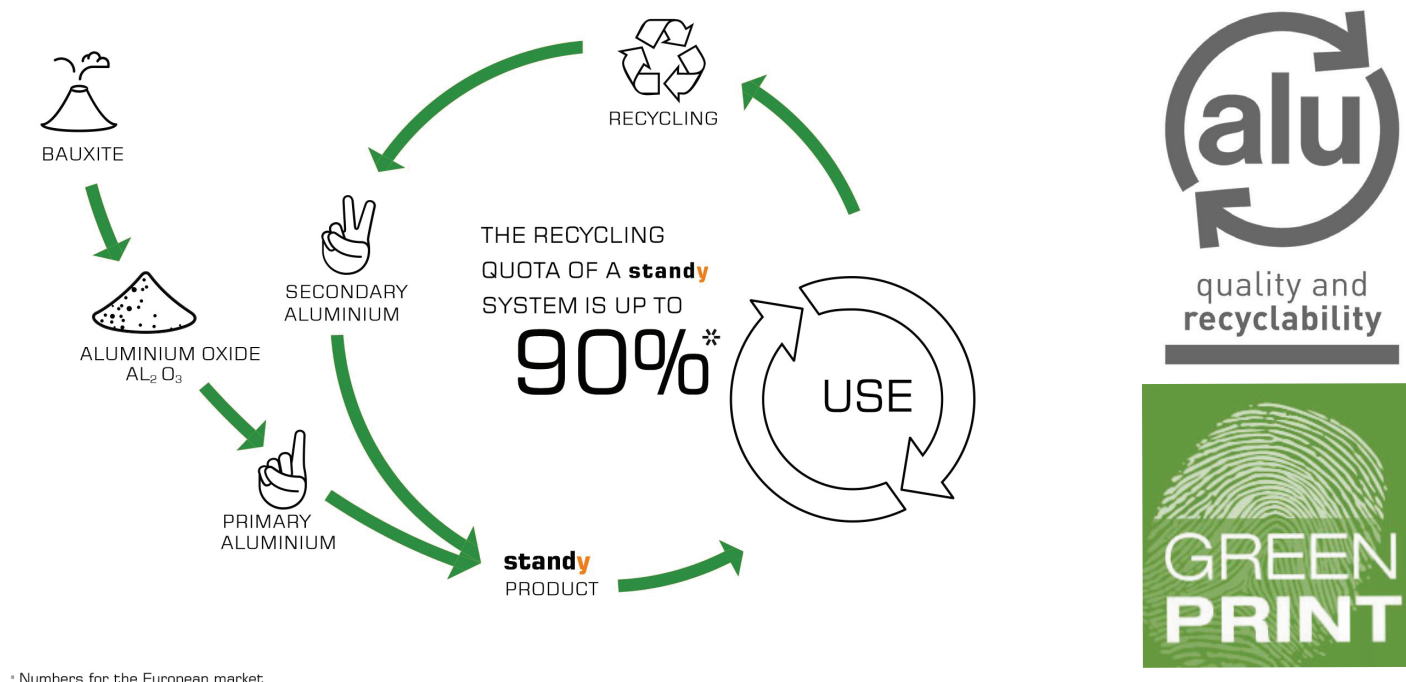 BAUXITE
ALUMINIUM OXIDE
AL₂ O₃
PRIMARY
ALUMINIUM
SECONDARY
ALUMINIUM
RECYCLING
THE RECYCLING
QUOTA OF A standy
SYSTEM IS UP TO
90%*
USE
standy
PRODUCT
* Numbers for the European market
alu
quality and
recyclability
GREEN
PRINT